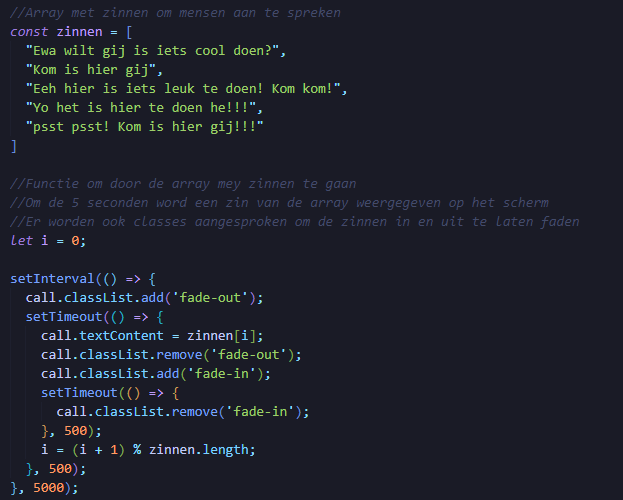 //Array met zinnen om mensen aan te spreken
const zinnen = [
  "Ewa wilt gij is iets cool doen?",
  "Kom is hier gij",
  "Eeh hier is iets leuk te doen! Kom kom!",
  "Yo het is hier te doen he!!!",
  "psst psst! Kom is hier gij!!!"
]

//Functie om door de array mey zinnen te gaan
//Om de 5 seconden word een zin van de array weergegeven op het scherm
//Er worden ook classes aangesproken om de zinnen in en uit te laten faden
let i = 0;

setInterval(() => {
  call.classList.add('fade-out');
  setTimeout(() => {
    call.textContent = zinnen[i];
    call.classList.remove('fade-out');
    call.classList.add('fade-in');
    setTimeout(() => {
      call.classList.remove('fade-in');
    }, 500);
    i = (i + 1) % zinnen.length;
  }, 500);
}, 5000);